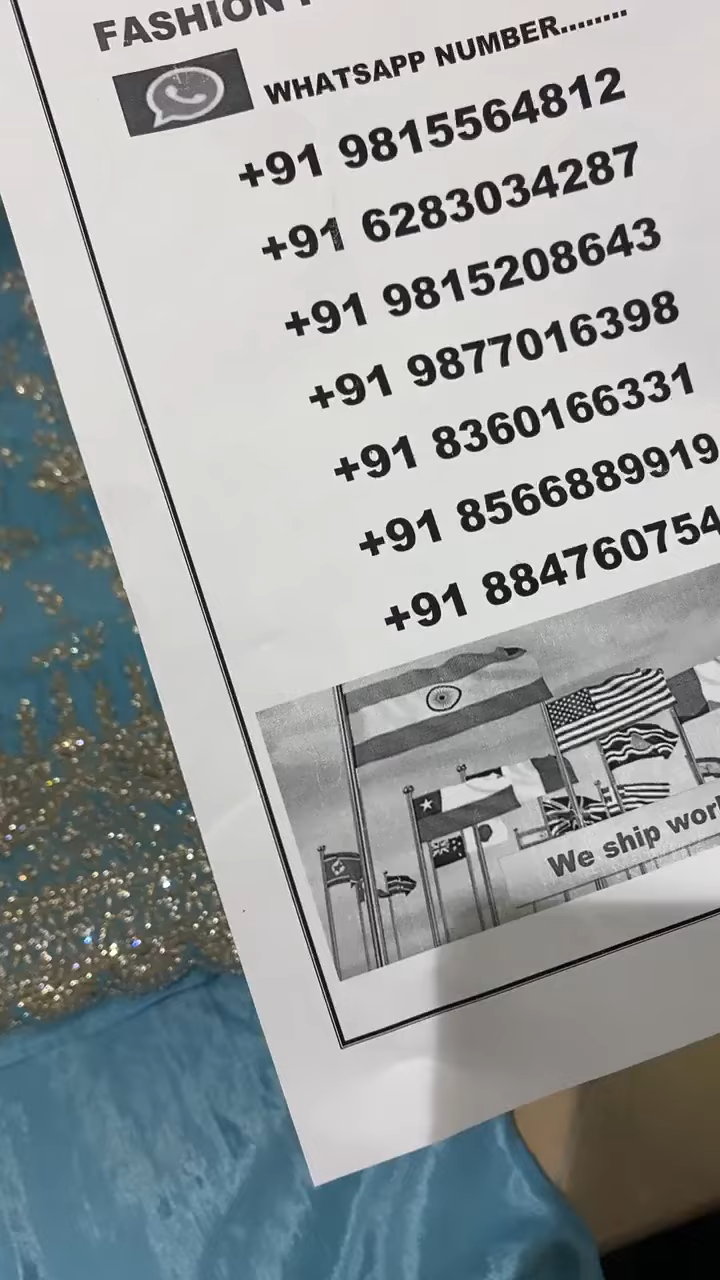 FASHION
WHATSAPP NUMBER........
+91 9815564812
+91 6283034287
+91 9815208643
+91 9877016398
+91 8360166331
+91 8566889919
+91 884760754
We ship wor